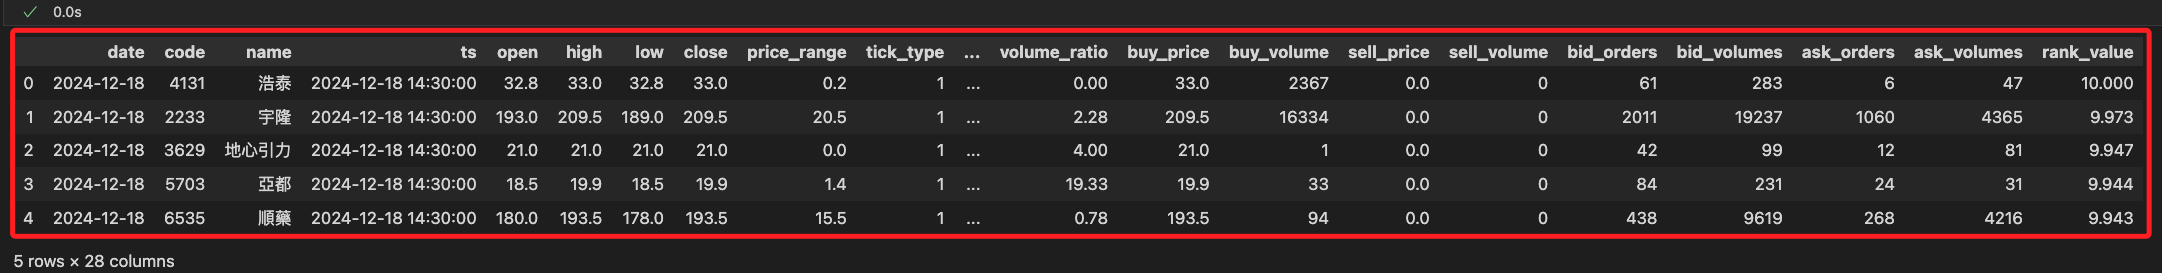 0.0s
date code name ts open high low close price_range tick_type ... volume_ratio buy_price buy_volume sell_price sell_volume bid_orders bid_volumes ask_orders ask_volumes rank_value
0 2024-12-18 4131 浩泰 2024-12-18 14:30:00 32.8 33.0 32.8 33.0 0.2 1 ... 0.00 33.0 2367 0.0 0 61 283 6 47 10.000
1 2024-12-18 2233 宇隆 2024-12-18 14:30:00 193.0 209.5 189.0 209.5 20.5 1 ... 2.28 209.5 16334 0.0 0 2011 19237 1060 4365 9.973
2 2024-12-18 3629 地心引力 2024-12-18 14:30:00 21.0 21.0 21.0 21.0 0.0 1 ... 4.00 21.0 1 0.0 0 42 99 12 81 9.947
3 2024-12-18 5703 亞都 2024-12-18 14:30:00 18.5 19.9 18.5 19.9 1.4 1 ... 19.33 19.9 33 0.0 0 84 231 24 31 9.944
4 2024-12-18 6535 順藥 2024-12-18 14:30:00 180.0 193.5 178.0 193.5 15.5 1 ... 0.78 193.5 94 0.0 0 438 9619 268 4216 9.943
5 rows × 28 columns